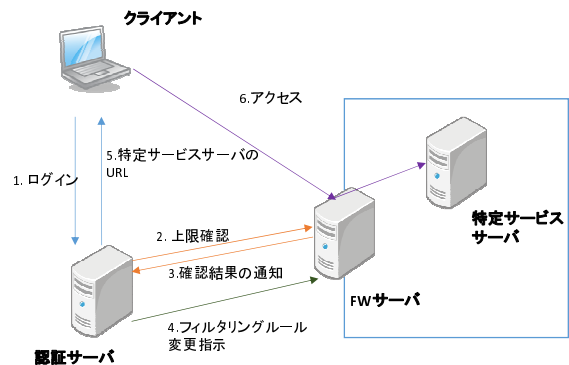 クライアント
6.アクセス
5.特定サービスサーバの
URL
1. ログイン
特定サービス
サーバ
2. 上限確認
3.確認結果の通知
FWサーバ
4.フィルタリングルール
変更指示
認証サーバ